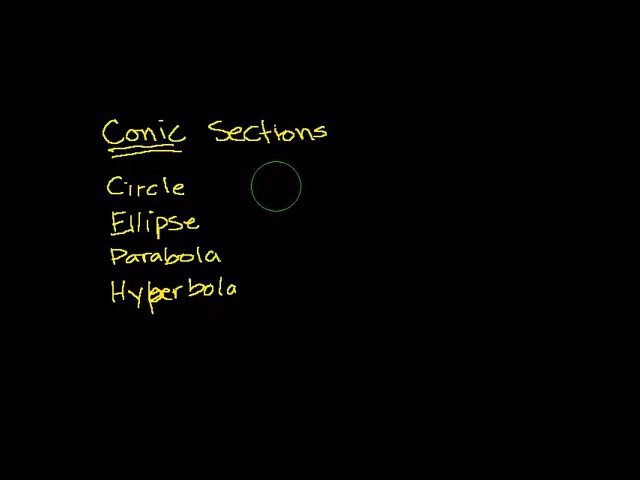 Conic Sections
Circle
Ellipse
Parabola
Hyperbola